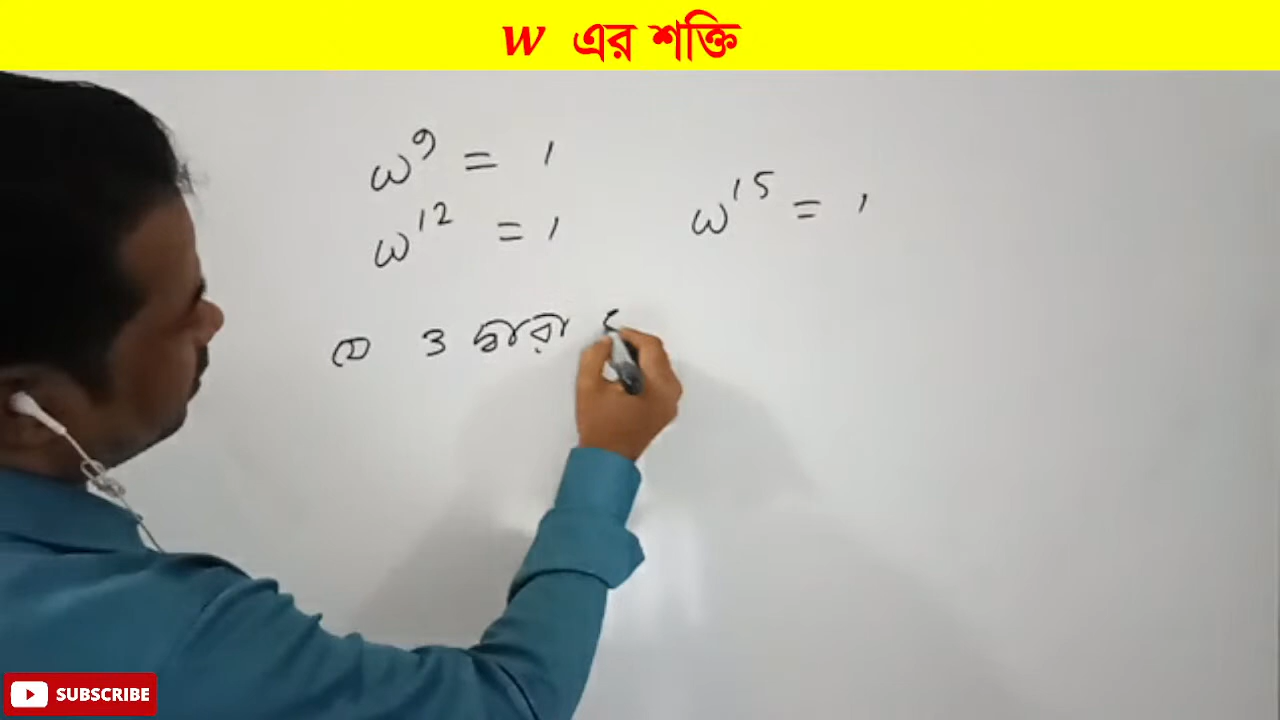 w এর শক্তি
ω⁹ = 1
ω¹² = 1
ω¹⁵ = 1
যে 3 দ্বারা
SUBSCRIBE